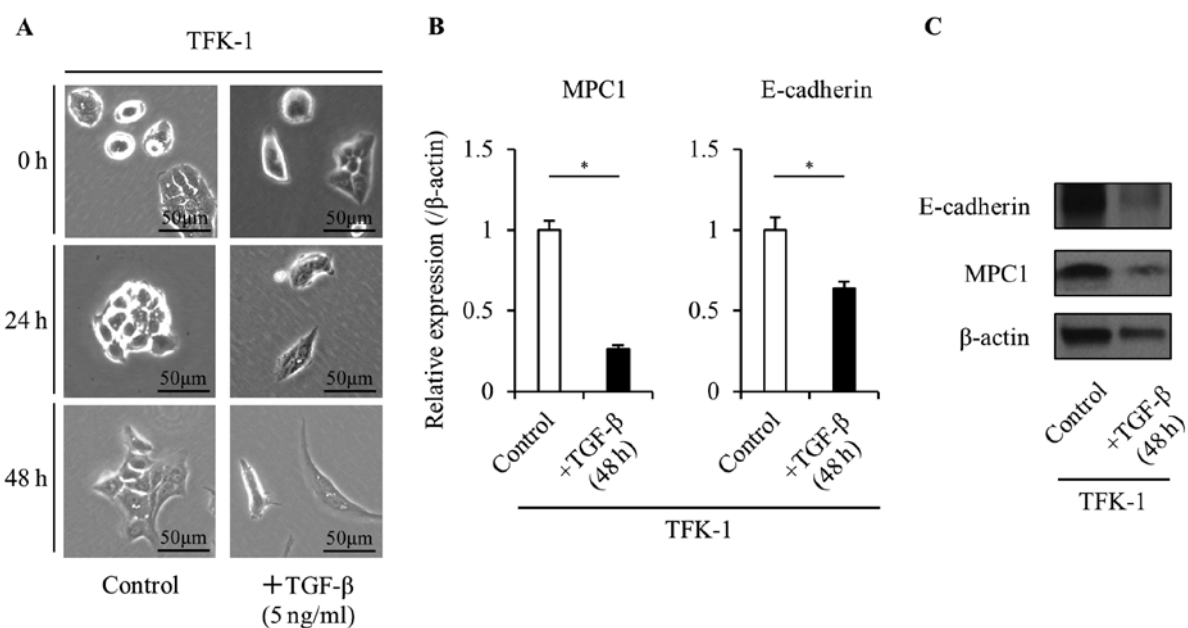 A
TFK-1
0 h
50μm
50μm
24 h
50μm
50μm
48 h
50μm
50μm
Control
+TGF-β
(5 ng/ml)
B
MPC1
E-cadherin
Relative expression (/β-actin)
1.5
1
0.5
0
*
1.5
1
0.5
0
*
Control
+TGF-β
(48 h)
Control
+TGF-β
(48 h)
TFK-1
C
E-cadherin
MPC1
β-actin
Control
+TGF-β
(48 h)
TFK-1